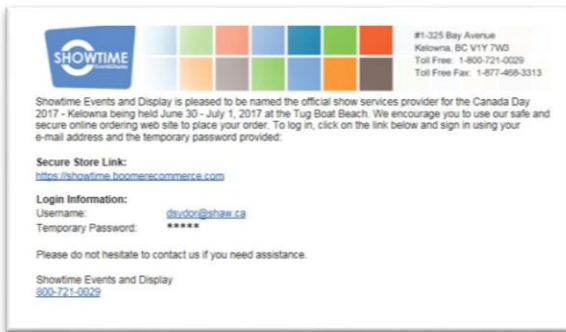 SHOWTIME
#1-325 Bay Avenue
Kelowna, BC V1Y 7W3
Toll Free: 1-800-721-0029
Toll Free Fax: 1-877-468-3313
Showtime Events and Display is pleased to be named the official show services provider for the Canada Day
2017 - Kelowna being held June 30 - July 1, 2017 at the Tug Boat Beach. We encourage you to use our safe and
secure online ordering web site to place your order. To log in, click on the link below and sign in using your
e-mail address and the temporary password provided:
Secure Store Link:
https://showtime.boomerecommerce.com
Login Information:
Username: dsydor@shaw.ca
Temporary Password: *****
Please do not hesitate to contact us if you need assistance.
Showtime Events and Display
800-721-0029